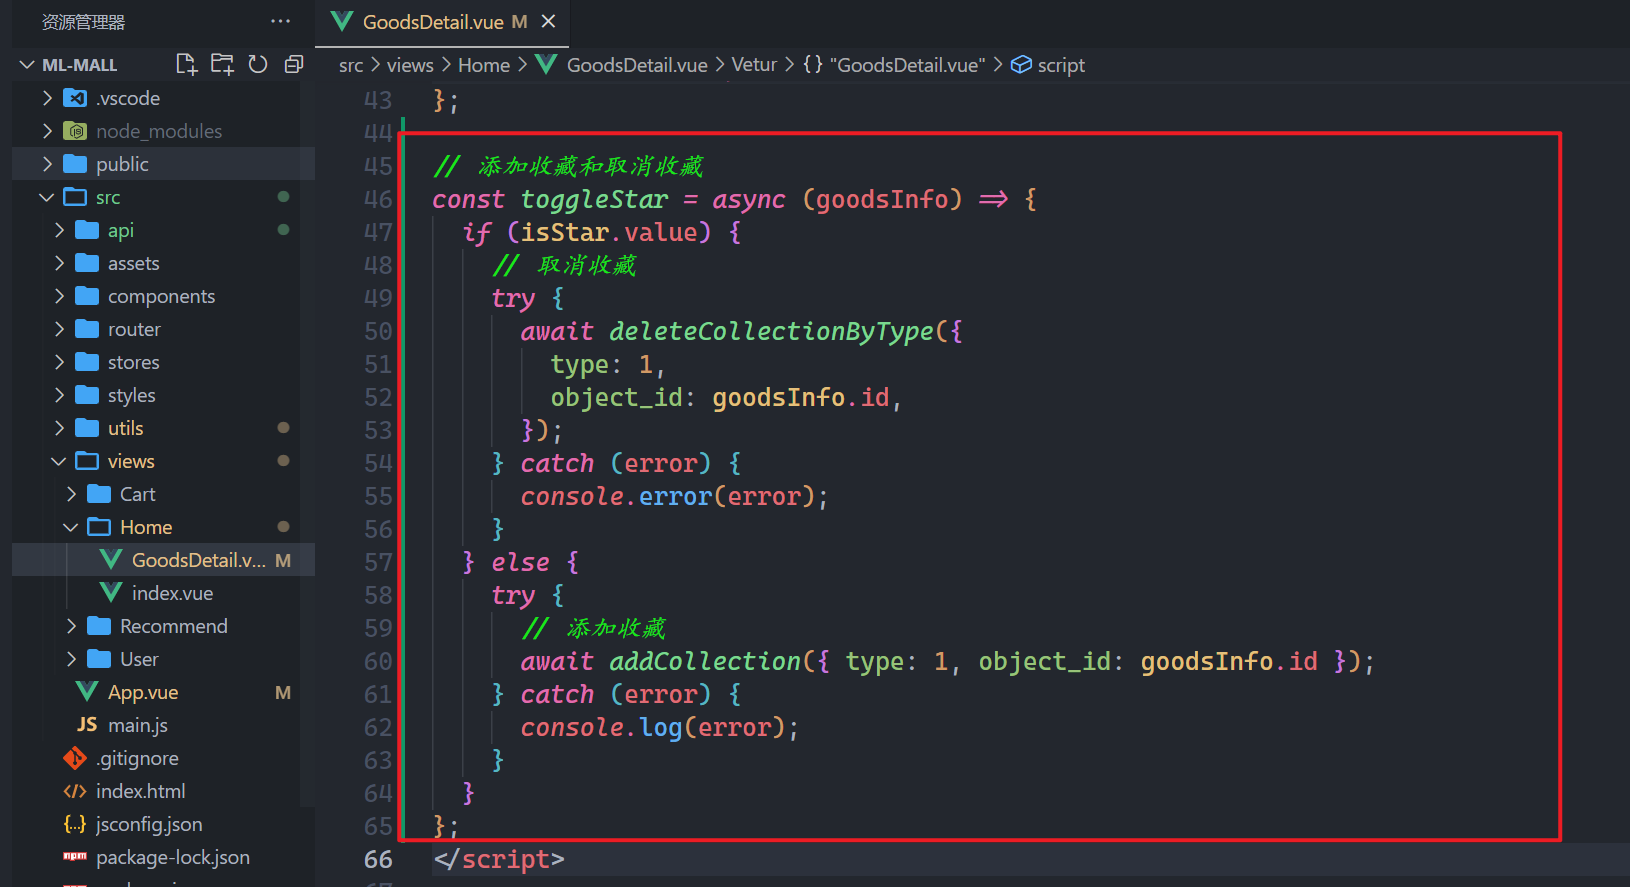 资源管理器 ···
ML-MALL
.vscode
node_modules
public
src
api
assets
components
router
stores
styles
utils
views
Cart
Home
GoodsDetail.v... M
index.vue
Recommend
User
App.vue M
JS main.js
.gitignore
index.html
{..} jsconfig.json
npm package-lock.json
GoodsDetail.vue M ×
src > views > Home > GoodsDetail.vue > Vetur > {} "GoodsDetail.vue" > script
43 };
44
45 // 添加收藏和取消收藏
46 const toggleStar = async (goodsInfo) => {
47 if (isStar.value) {
48 // 取消收藏
49 try {
50 await deleteCollectionByType({
51 type: 1,
52 object_id: goodsInfo.id,
53 });
54 } catch (error) {
55 console.error(error);
56 }
57 } else {
58 try {
59 // 添加收藏
60 await addCollection({ type: 1, object_id: goodsInfo.id });
61 } catch (error) {
62 console.log(error);
63 }
64 }
65 };
66 </script>